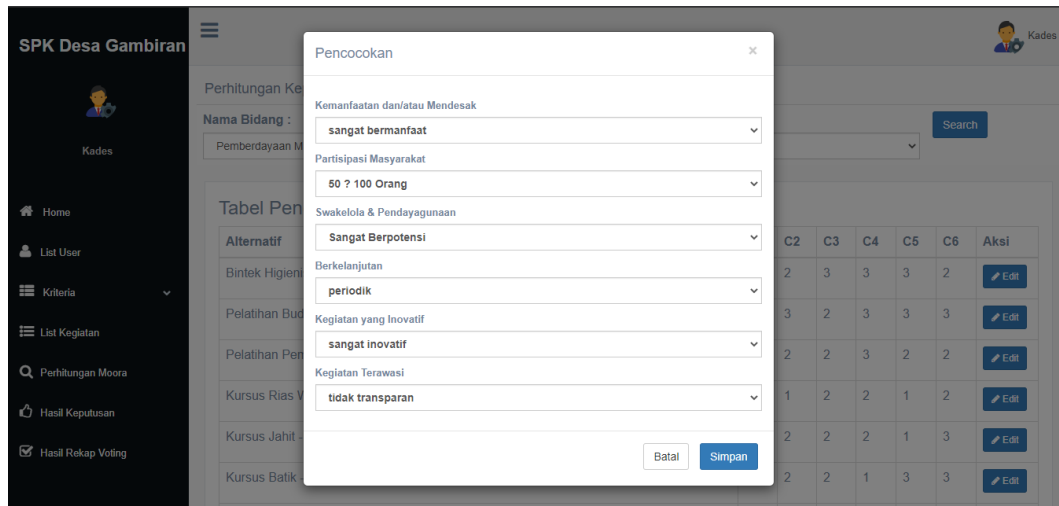 SPK Desa Gambiran
Kades
Home
List User
Kriteria
List Kegiatan
Perhitungan Moora
Hasil Keputusan
Hasil Rekap Voting
Kades
Perhitungan Ke
Nama Bidang :
Pemberdayaan M
Search
Tabel Pen
Alternatif C2 C3 C4 C5 C6 Aksi
Bintek Higieni 2 3 3 3 2 Edit
Pelatihan Bud 3 2 3 3 3 Edit
Pelatihan Pen 2 2 3 2 2 Edit
Kursus Rias W 1 2 2 1 2 Edit
Kursus Jahit - 2 2 2 1 3 Edit
Kursus Batik - 2 2 1 3 3 Edit
Pencocokan ×
Kemanfaatan dan/atau Mendesak
sangat bermanfaat
Partisipasi Masyarakat
50 ? 100 Orang
Swakelola & Pendayagunaan
Sangat Berpotensi
Berkelanjutan
periodik
Kegiatan yang Inovatif
sangat inovatif
Kegiatan Terawasi
tidak transparan
Batal Simpan